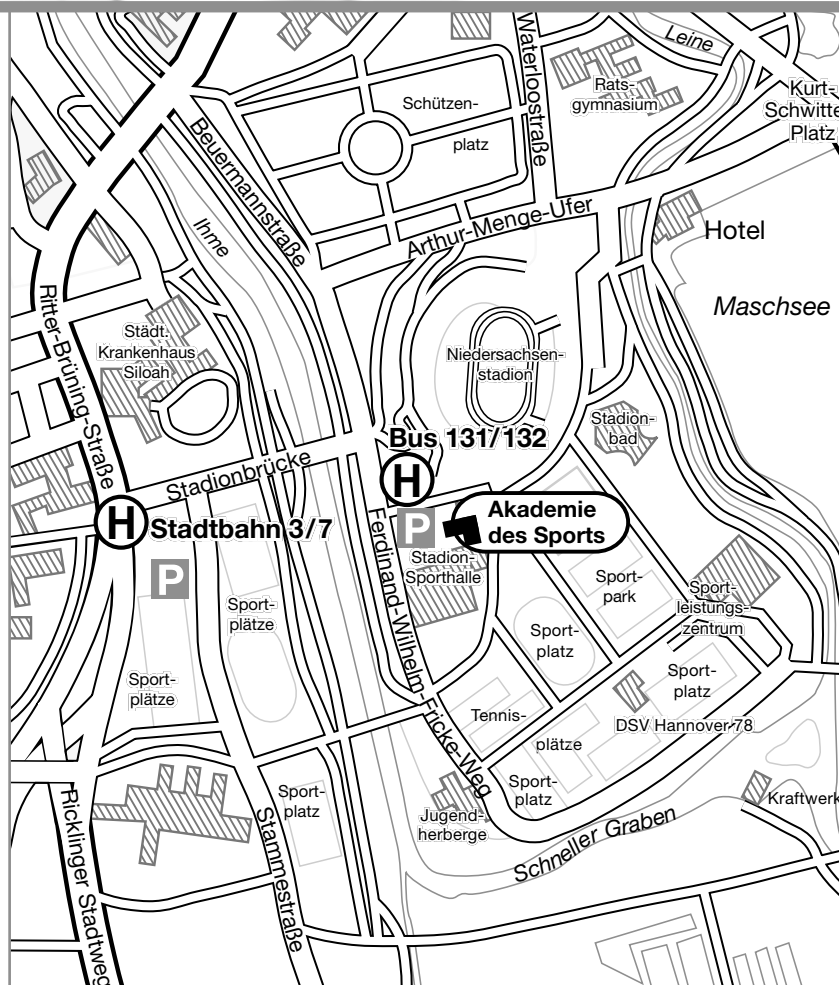 Leine
Waterloostraße
Rats-
gymnasium
Kurt-
Schwitte
Platz
Schützen-
platz
Beuermannstraße
Ihme
Arthur-Menge-Ufer
Hotel
Maschsee
Ritter-Brüning-Straße
Städt.
Krankenhaus
Siloah
Niedersachsen-
stadion
Stadion-
bad
Bus 131/132
H
Stadionbrücke
H
Stadtbahn 3/7
P
Akademie
des Sports
P
Stadion-
Sporthalle
Ferdinand-Wilhelm-Fricke-Weg
Sport-
park
Sport-
leistungs-
zentrum
Sport-
plätze
Sport-
platz
Sport-
plätze
Sport-
platz
Tennis-
plätze
DSV Hannover 78
Sport-
platz
Sport-
platz
Jugend-
herberge
Kraftwerk
Schneller Graben
Ricklinger Stadtweg
Stammestraße